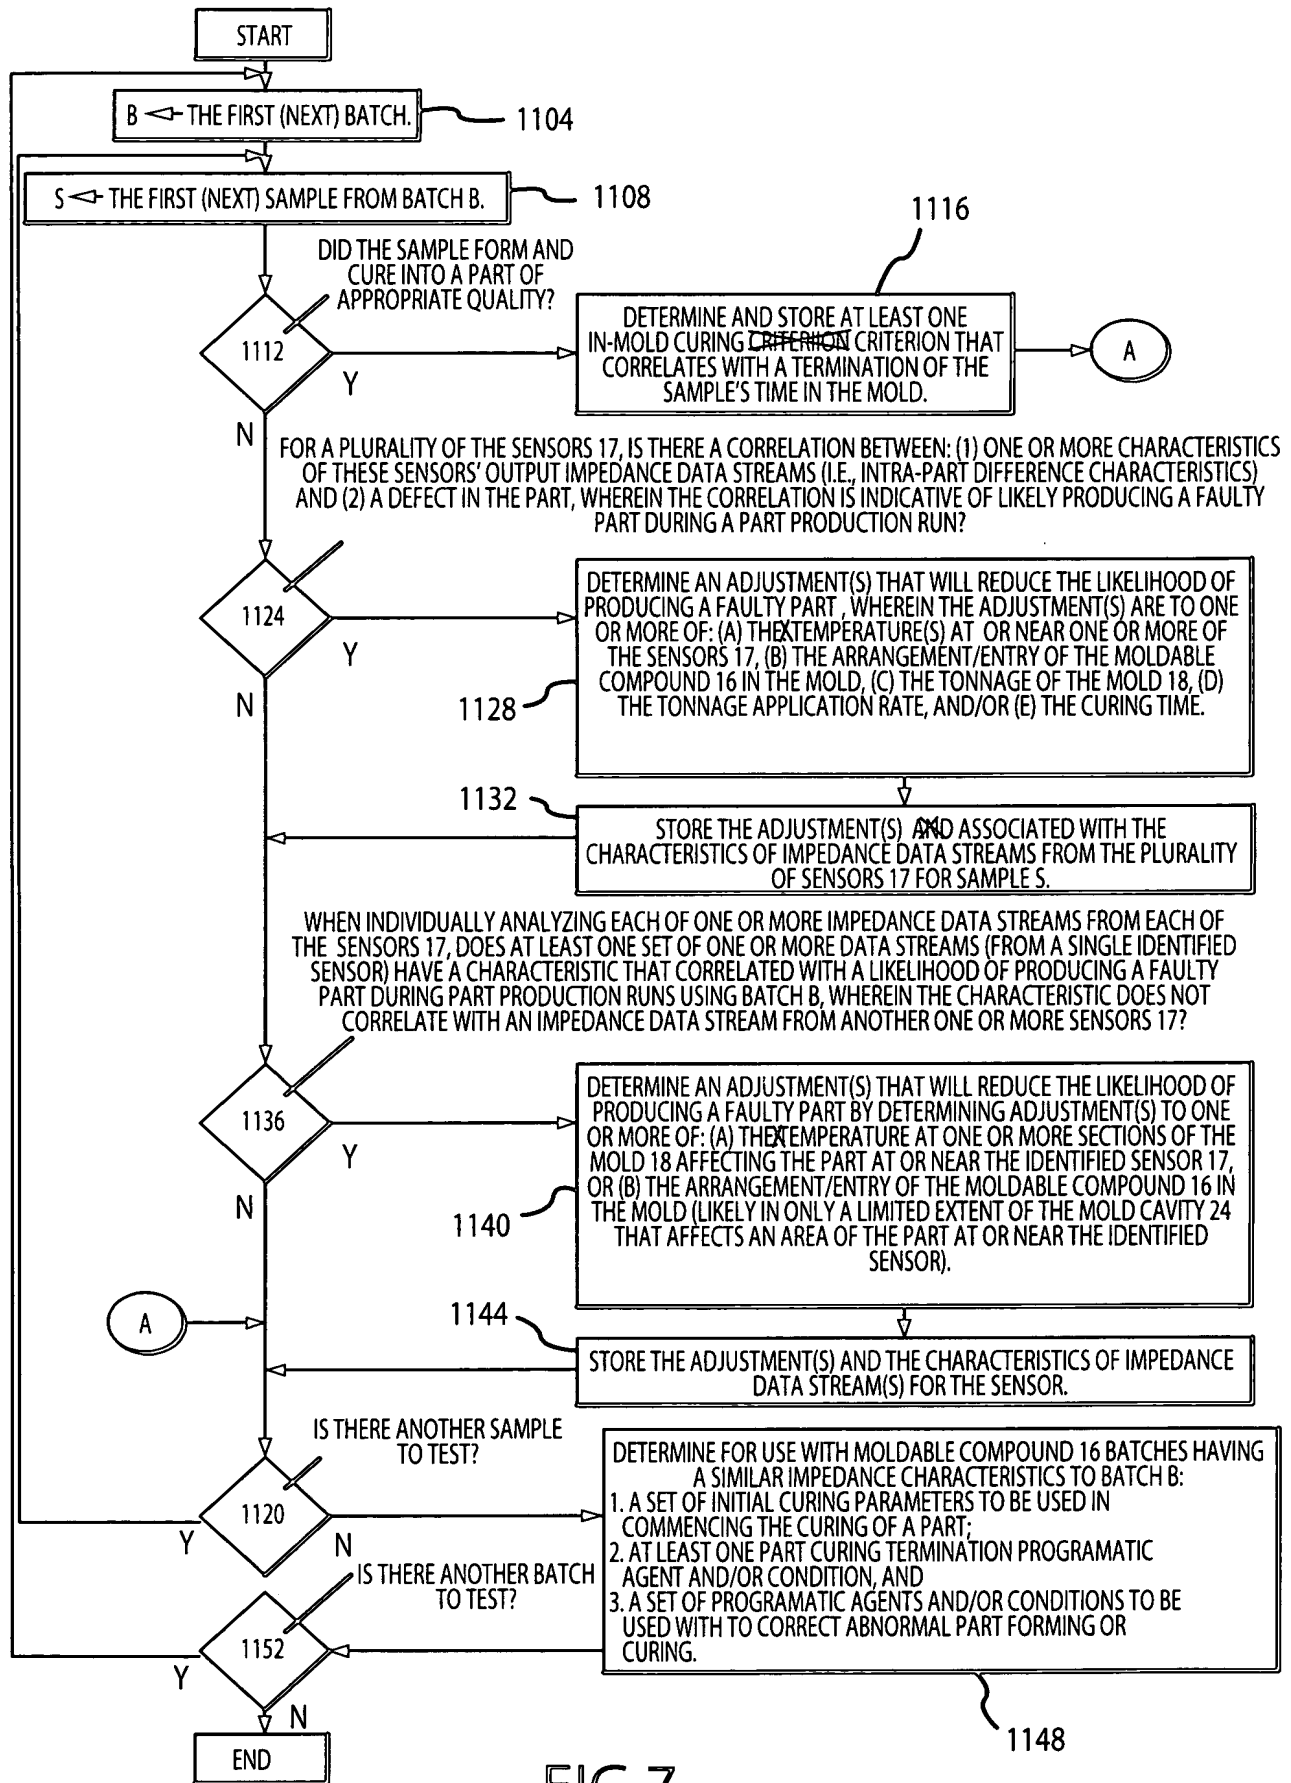 START
B ← THE FIRST (NEXT) BATCH.
1104
S ← THE FIRST (NEXT) SAMPLE FROM BATCH B.
1108
DID THE SAMPLE FORM AND
CURE INTO A PART OF
APPROPRIATE QUALITY?
1112
Y
N
1116
DETERMINE AND STORE AT LEAST ONE
IN-MOLD CURING CRITERIION CRITERION THAT
CORRELATES WITH A TERMINATION OF THE
SAMPLE'S TIME IN THE MOLD.
A
FOR A PLURALITY OF THE SENSORS 17, IS THERE A CORRELATION BETWEEN: (1) ONE OR MORE CHARACTERISTICS
OF THESE SENSORS' OUTPUT IMPEDANCE DATA STREAMS (I.E., INTRA-PART DIFFERENCE CHARACTERISTICS)
AND (2) A DEFECT IN THE PART, WHEREIN THE CORRELATION IS INDICATIVE OF LIKELY PRODUCING A FAULTY
PART DURING A PART PRODUCTION RUN?
1124
Y
N
DETERMINE AN ADJUSTMENT(S) THAT WILL REDUCE THE LIKELIHOOD OF
PRODUCING A FAULTY PART , WHEREIN THE ADJUSTMENT(S) ARE TO ONE
OR MORE OF: (A) THE TEMPERATURE(S) AT OR NEAR ONE OR MORE OF
THE SENSORS 17, (B) THE ARRANGEMENT/ENTRY OF THE MOLDABLE
COMPOUND 16 IN THE MOLD, (C) THE TONNAGE OF THE MOLD 18, (D)
THE TONNAGE APPLICATION RATE, AND/OR (E) THE CURING TIME.
1128
1132
STORE THE ADJUSTMENT(S) AND ASSOCIATED WITH THE
CHARACTERISTICS OF IMPEDANCE DATA STREAMS FROM THE PLURALITY
OF SENSORS 17 FOR SAMPLE S.
WHEN INDIVIDUALLY ANALYZING EACH OF ONE OR MORE IMPEDANCE DATA STREAMS FROM EACH OF
THE SENSORS 17, DOES AT LEAST ONE SET OF ONE OR MORE DATA STREAMS (FROM A SINGLE IDENTIFIED
SENSOR) HAVE A CHARACTERISTIC THAT CORRELATED WITH A LIKELIHOOD OF PRODUCING A FAULTY
PART DURING PART PRODUCTION RUNS USING BATCH B, WHEREIN THE CHARACTERISTIC DOES NOT
CORRELATE WITH AN IMPEDANCE DATA STREAM FROM ANOTHER ONE OR MORE SENSORS 17?
1136
Y
N
DETERMINE AN ADJUSTMENT(S) THAT WILL REDUCE THE LIKELIHOOD OF
PRODUCING A FAULTY PART BY DETERMINING ADJUSTMENT(S) TO ONE
OR MORE OF: (A) THE TEMPERATURE AT ONE OR MORE SECTIONS OF THE
MOLD 18 AFFECTING THE PART AT OR NEAR THE IDENTIFIED SENSOR 17,
OR (B) THE ARRANGEMENT/ENTRY OF THE MOLDABLE COMPOUND 16 IN
THE MOLD (LIKELY IN ONLY A LIMITED EXTENT OF THE MOLD CAVITY 24
THAT AFFECTS AN AREA OF THE PART AT OR NEAR THE IDENTIFIED
SENSOR).
1140
A
1144
STORE THE ADJUSTMENT(S) AND THE CHARACTERISTICS OF IMPEDANCE
DATA STREAM(S) FOR THE SENSOR.
IS THERE ANOTHER SAMPLE
TO TEST?
1120
Y
N
DETERMINE FOR USE WITH MOLDABLE COMPOUND 16 BATCHES HAVING
A SIMILAR IMPEDANCE CHARACTERISTICS TO BATCH B:
1. A SET OF INITIAL CURING PARAMETERS TO BE USED IN
COMMENCING THE CURING OF A PART;
2. AT LEAST ONE PART CURING TERMINATION PROGRAMATIC
AGENT AND/OR CONDITION, AND
3. A SET OF PROGRAMATIC AGENTS AND/OR CONDITIONS TO BE
USED WITH TO CORRECT ABNORMAL PART FORMING OR
CURING.
1148
IS THERE ANOTHER BATCH
TO TEST?
1152
Y
N
END
FIG.7